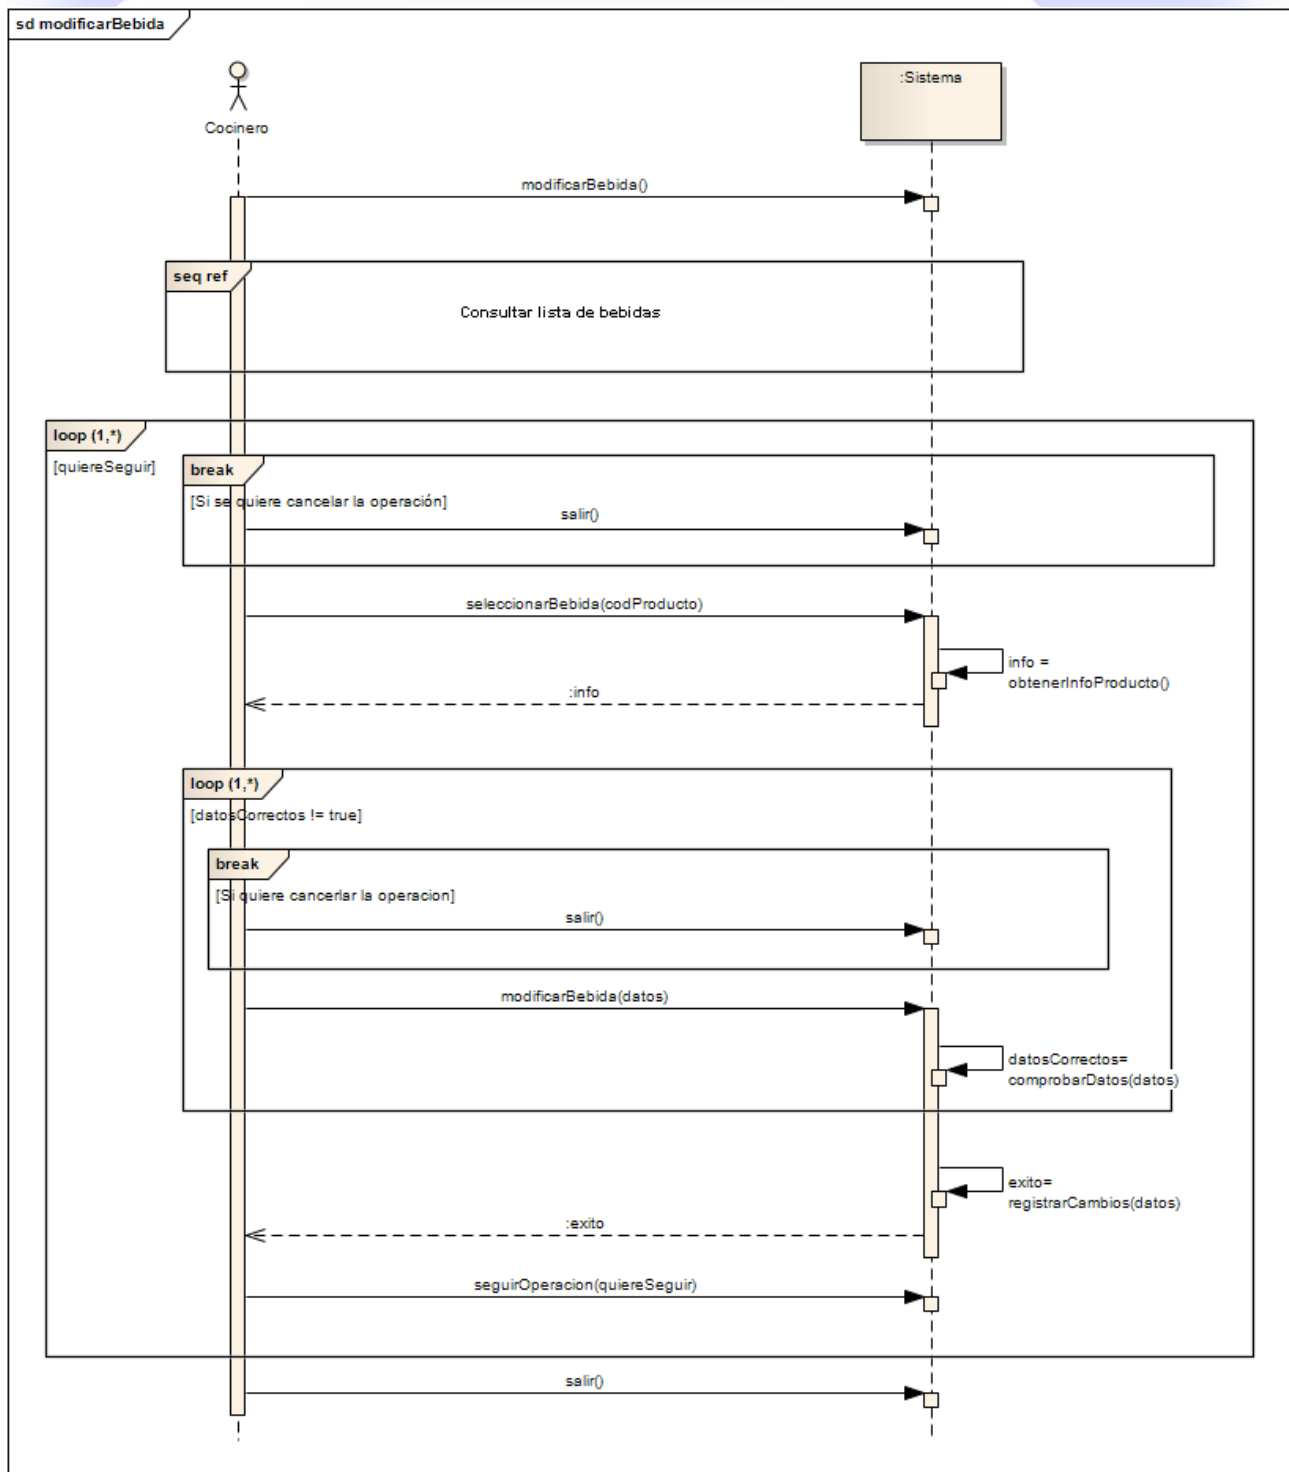 sd modificarBebida
:Sistema
Cocinero
modificarBebida()
seq ref
Consultar lista de bebidas
loop (1,*)
[quiereSeguir]
break
[Si se quiere cancelar la operación]
salir()
seleccionarBebida(codProducto)
info =
obtenerInfoProducto()
:info
loop (1,*)
[datosCorrectos != true]
break
[Si quiere cancerlar la operacion]
salir()
modificarBebida(datos)
datosCorrectos=
comprobarDatos(datos)
exito=
registrarCambios(datos)
:exito
seguirOperacion(quiereSeguir)
salir()